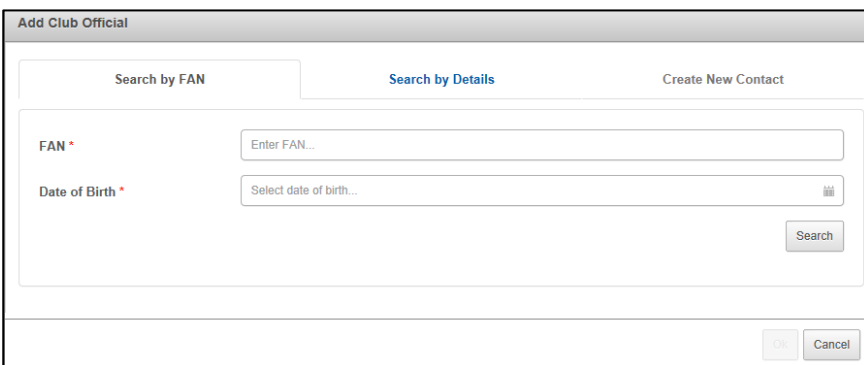 Add Club Official
Search by FAN Search by Details Create New Contact
FAN * Enter FAN...
Date of Birth * Select date of birth...
Search
Ok Cancel